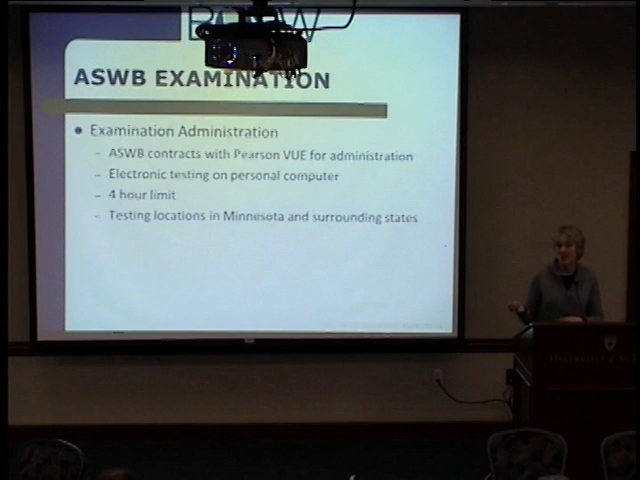 ASWB EXAMINATION
● Examination Administration
– ASWB contracts with Pearson VUE for administration
– Electronic testing on personal computer
– 4 hour limit
– Testing locations in Minnesota and surrounding states